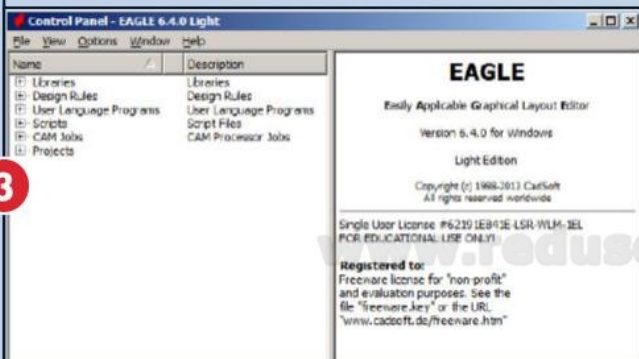 Control Panel - EAGLE 6.4.0 Light
File View Options Window Help
Name Description
Libraries Libraries
Design Rules Design Rules
User Language Programs User Language Programs
Scripts Script Files
CAM Jobs CAM Processor Jobs
Projects
3
EAGLE
Easily Applicable Graphical Layout Editor
Version 6.4.0 for Windows
Light Edition
Copyright (c) 1988-2013 CadSoft
All rights reserved worldwide
Single User License #62191EB41E-LSR-WLM-1EL
FOR EDUCATIONAL USE ONLY!
www.reduse
Registered to:
Freeware license for "non-profit"
and evaluation purposes. See the
file "freeware.key" or the URL
"www.cadsoft.de/freeware.htm"